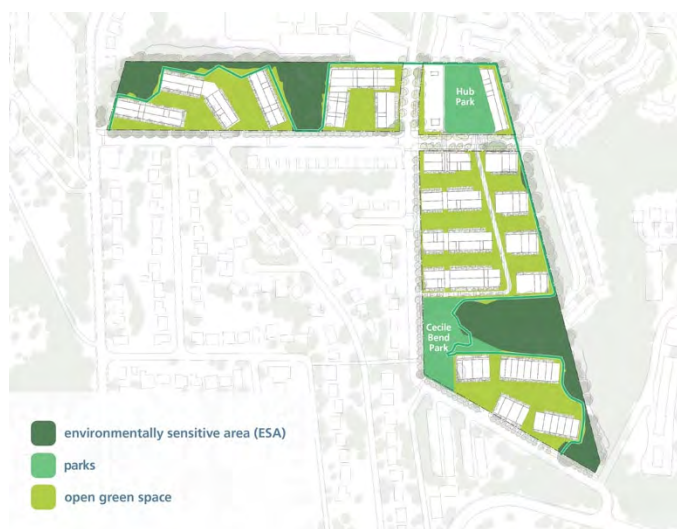 Hub
Park
Cecile
Bend
Park
environmentally sensitive area (ESA)
parks
open green space